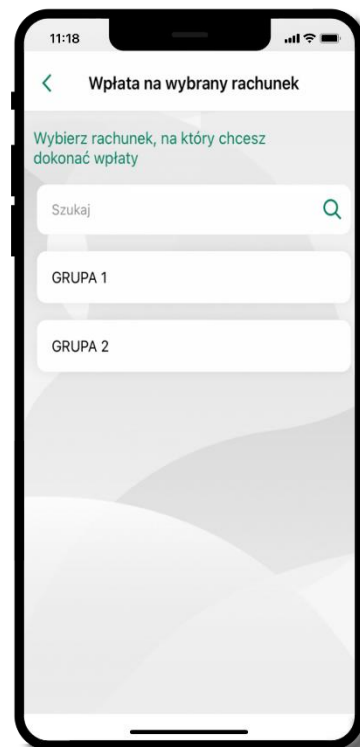 11:18
Wpłata na wybrany rachunek
Wybierz rachunek, na który chcesz
dokonać wpłaty
Szukaj
GRUPA 1
GRUPA 2